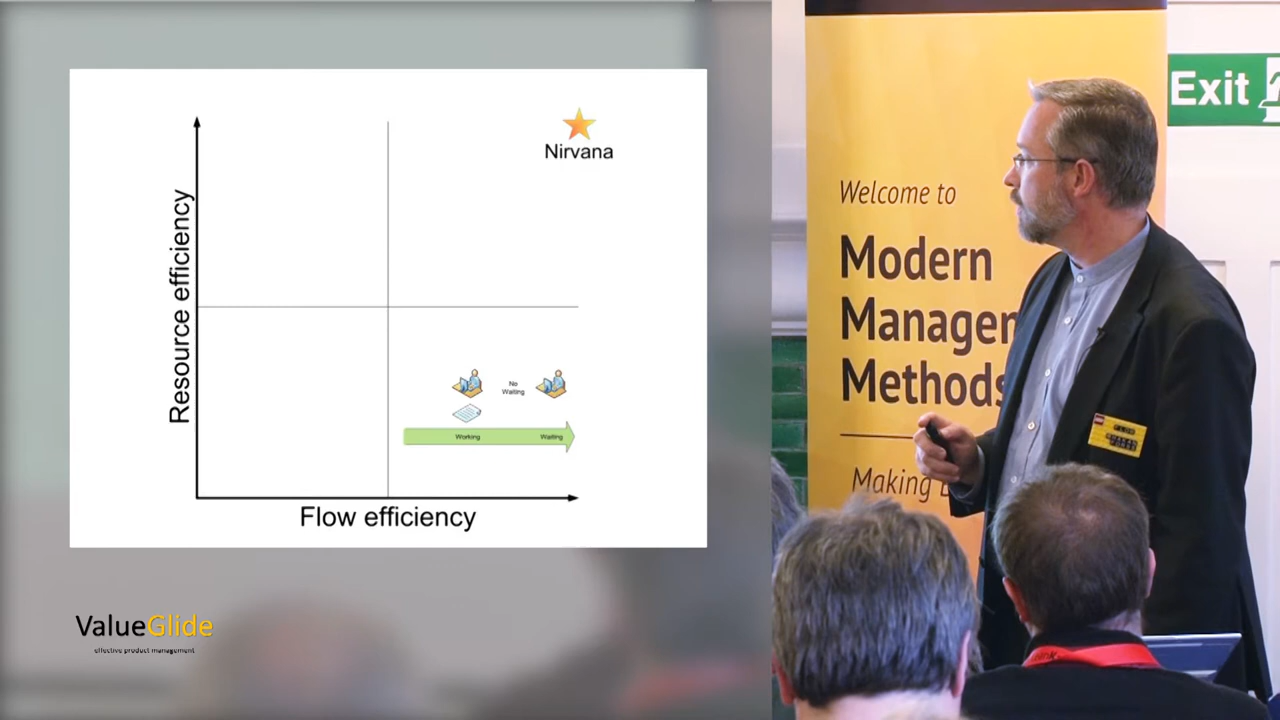 Nirvana
Resource efficiency
No
Waiting
Working
Waiting
Flow efficiency
ValueGlide
effective product management
Welcome to
Modern
Manage
Methods
Making
Exit